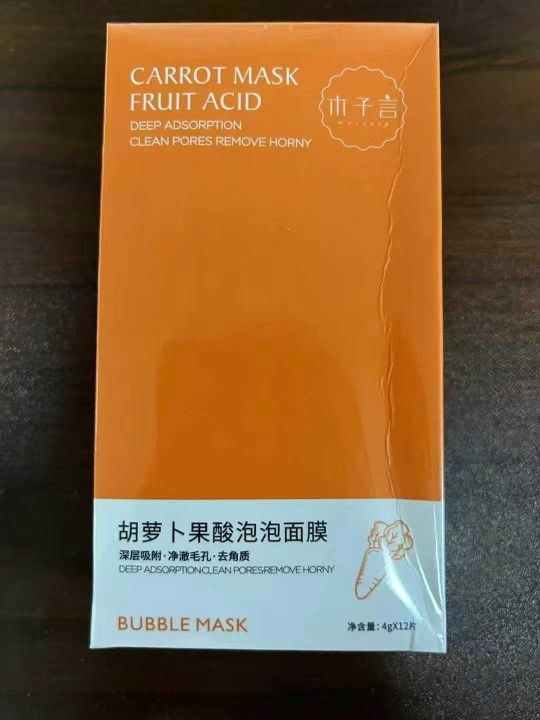 CARROT MASK
FRUIT ACID
DEEP ADSORPTION
CLEAN PORES REMOVE HORNY
木子言
胡萝卜果酸泡泡面膜
深层吸附·净澈毛孔·去角质
DEEP ADSORPTION CLEAN PORES REMOVE HORNY
BUBBLE MASK
净含量：4gX12片